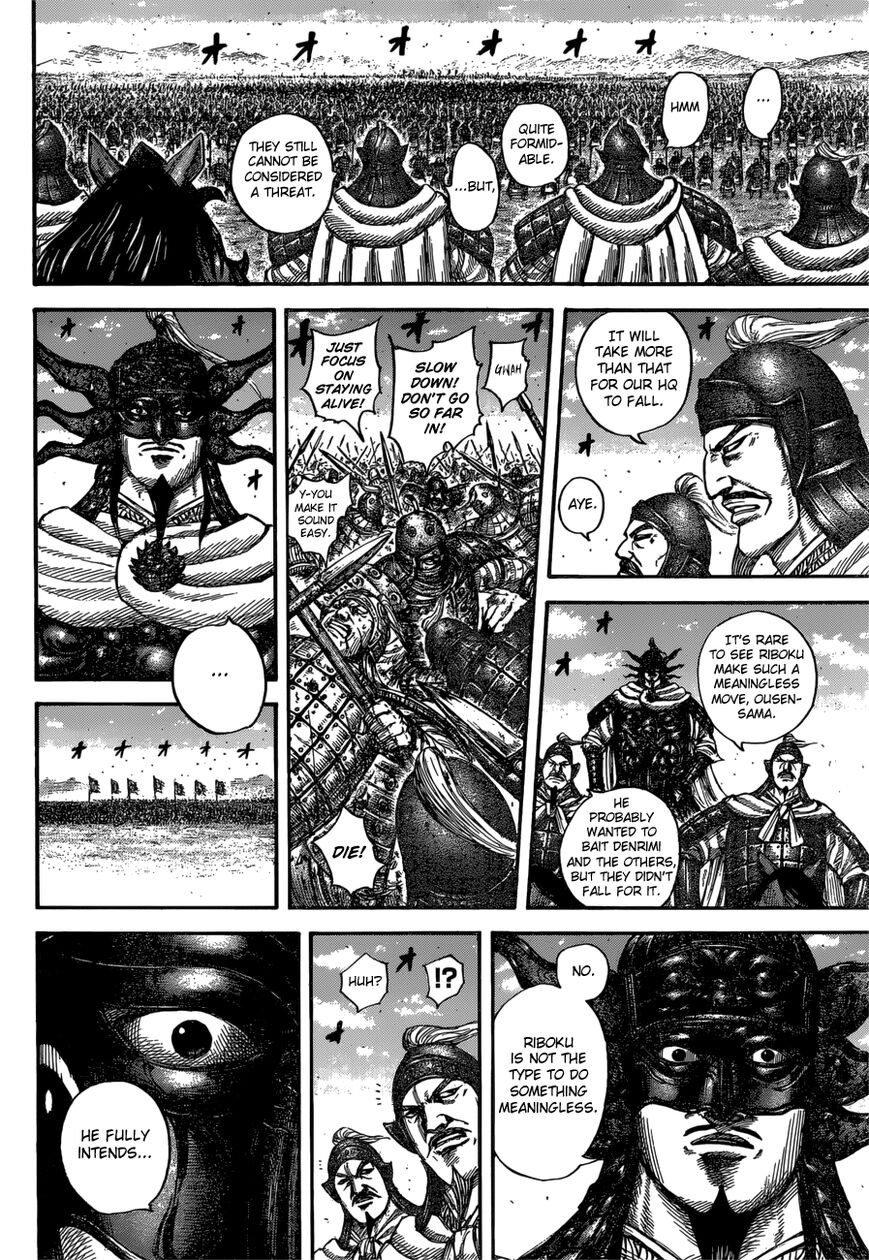 ...
HMM
QUITE
FORMID-
ABLE.
...BUT,
THEY STILL
CANNOT BE
CONSIDERED
A THREAT.
IT WILL
TAKE MORE
THAN THAT
FOR OUR HQ
TO FALL.
AYE.
GWAH
SLOW
DOWN!
DON'T GO
SO FAR
IN!
JUST
FOCUS
ON
STAYING
ALIVE!
Y-YOU
MAKE IT
SOUND
EASY.
DIE!
...
IT'S RARE
TO SEE RIBOKU
MAKE SUCH A
MEANINGLESS
MOVE, OUSEN-
SAMA.
HE
PROBABLY
WANTED TO
BAIT DENRIMI
AND THE OTHERS,
BUT THEY DIDN'T
FALL FOR IT.
NO.
RIBOKU
IS NOT THE
TYPE TO DO
SOMETHING
MEANINGLESS.
!?
HUH?
HE FULLY
INTENDS...